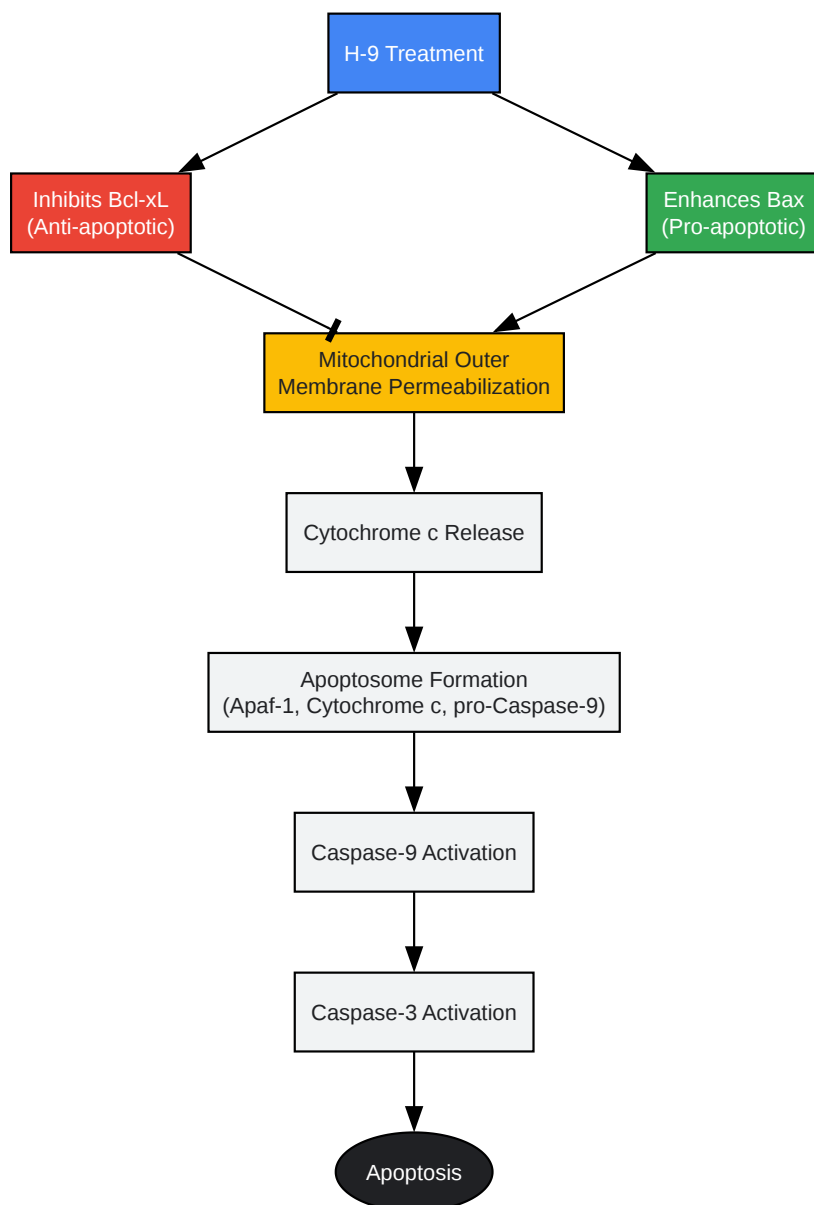 H-9 Treatment
Inhibits Bcl-xL
(Anti-apoptotic)
Enhances Bax
(Pro-apoptotic)
Mitochondrial Outer
Membrane Permeabilization
Cytochrome c Release
Apoptosome Formation
(Apaf-1, Cytochrome c, pro-Caspase-9)
Caspase-9 Activation
Caspase-3 Activation
Apoptosis